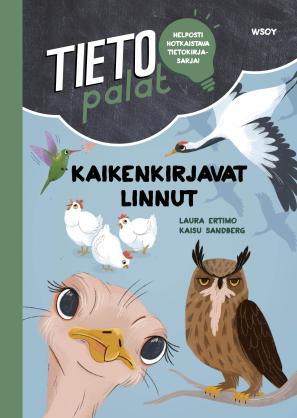 WSOY
HELPOSTI
HOTKAISTAVA
TIETOKIRJA-
SARJA!
TIETO
palat
KAIKENKIRJAVAT
LINNUT
LAURA ERTIMO
KAISU SANDBERG